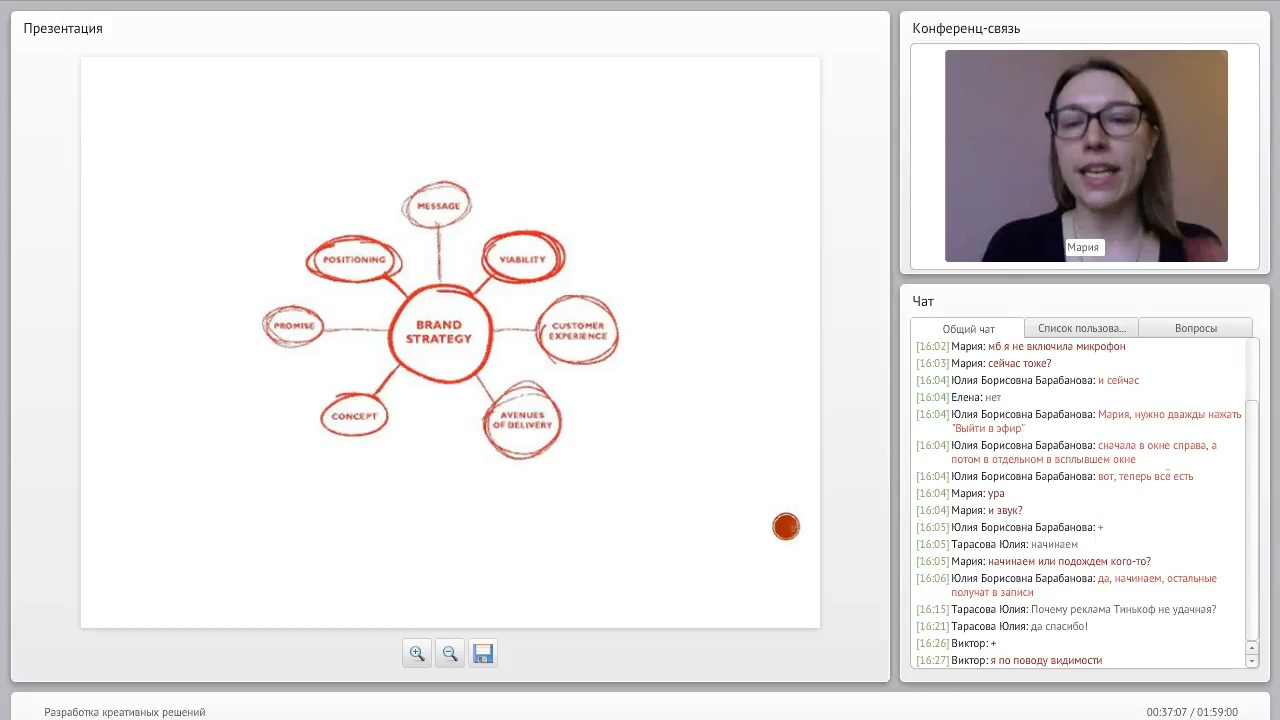 Презентация
MESSAGE
POSITIONING
VIABILITY
PROMISE
BRAND
STRATEGY
CUSTOMER
EXPERIENCE
CONCEPT
AVENUES
OF DELIVERY
Конференц-связь
Мария
Чат
Общий чат
Список пользова...
Вопросы
[16:02] Мария: мб я не включила микрофон
[16:03] Мария: сейчас тоже?
[16:04] Юлия Борисовна Барабанова: и сейчас
[16:04] Елена: нет
[16:04] Юлия Борисовна Барабанова: Мария, нужно дважды нажать
"Выйти в эфир"
[16:04] Юлия Борисовна Барабанова: сначала в окне справа, а
потом в отдельном в всплывшем окне
[16:04] Юлия Борисовна Барабанова: вот, теперь всё есть
[16:04] Мария: ура
[16:04] Мария: и звук?
[16:05] Юлия Борисовна Барабанова: +
[16:05] Тарасова Юлия: начинаем
[16:05] Мария: начинаем или подождем кого-то?
[16:06] Юлия Борисовна Барабанова: да, начинаем, остальные
получат в записи
[16:15] Тарасова Юлия: Почему реклама Тинькоф не удачная?
[16:21] Тарасова Юлия: да спасибо!
[16:26] Виктор: +
[16:27] Виктор: я по поводу видимости
Разработка креативных решений
00:37:07 / 01:59:00